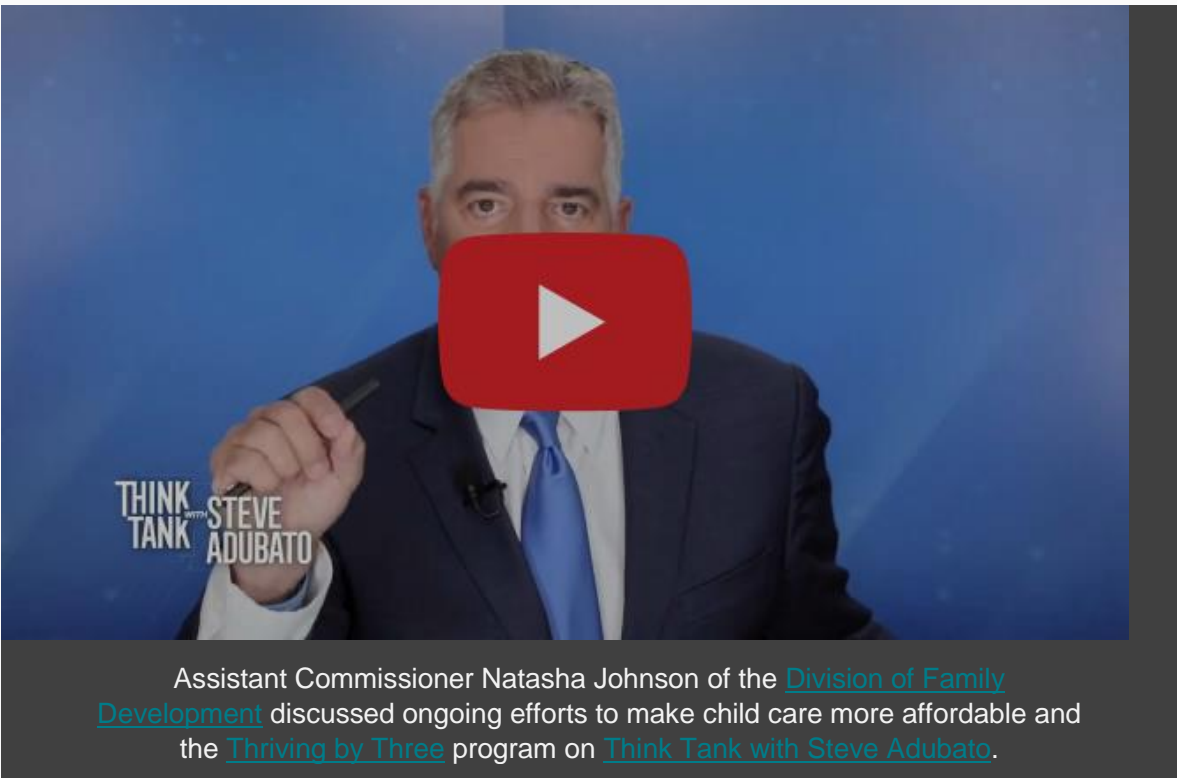 THINK WITH STEVE
TANK ADUBATO
Assistant Commissioner Natasha Johnson of the Division of Family
Development discussed ongoing efforts to make child care more affordable and
the Thriving by Three program on Think Tank with Steve Adubato.